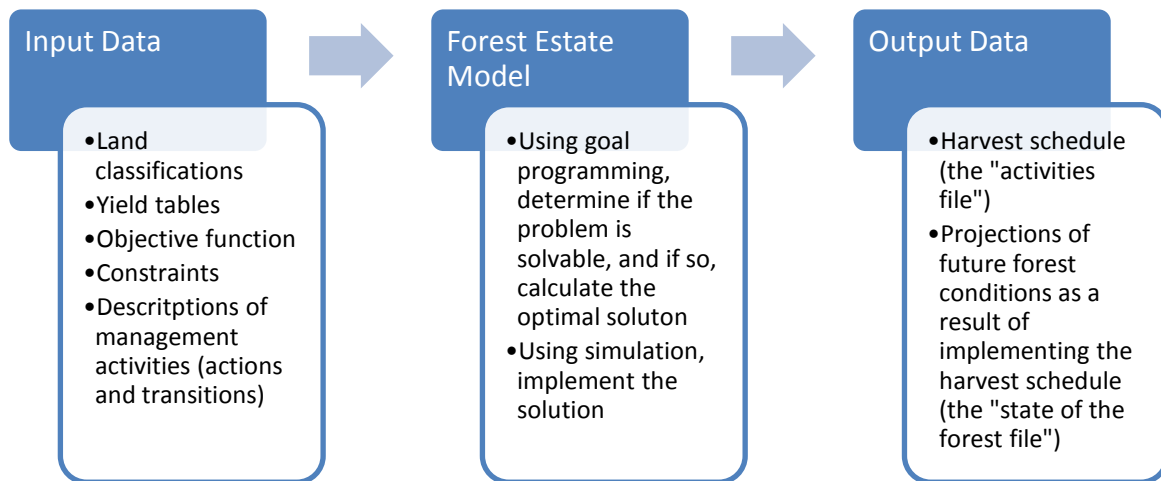 Input Data
•Land
classifications
•Yield tables
•Objective function
•Constraints
•Descritptions of
management
activities (actions
and transitions)
Forest Estate
Model
•Using goal
programming,
determine if the
problem is
solvable, and if so,
calculate the
optimal soluton
•Using simulation,
implement the
solution
Output Data
•Harvest schedule
(the "activities
file")
•Projections of
future forest
conditions as a
result of
implementing the
harvest schedule
(the "state of the
forest file")